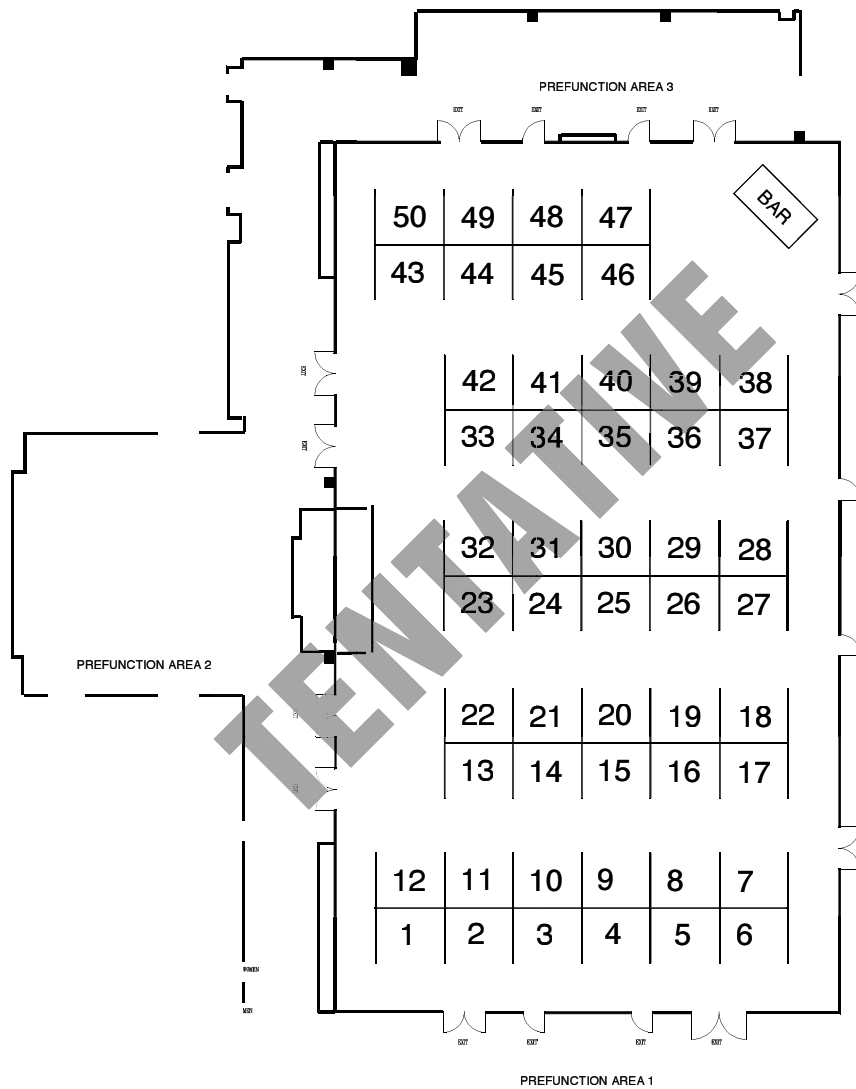 PREFUNCTION AREA 3
EXIT EXIT EXIT EXIT
BAR
50 49 48 47
43 44 45 46
EXIT
42 41 40 39 38
33 34 35 36 37
EXIT
32 31 30 29 28
23 24 25 26 27
TENTATIVE
PREFUNCTION AREA 2
22 21 20 19 18
EXIT
13 14 15 16 17
EXIT
12 11 10 9 8 7
1 2 3 4 5 6
WOMEN
MEN
EXIT EXIT EXIT EXIT
PREFUNCTION AREA 1